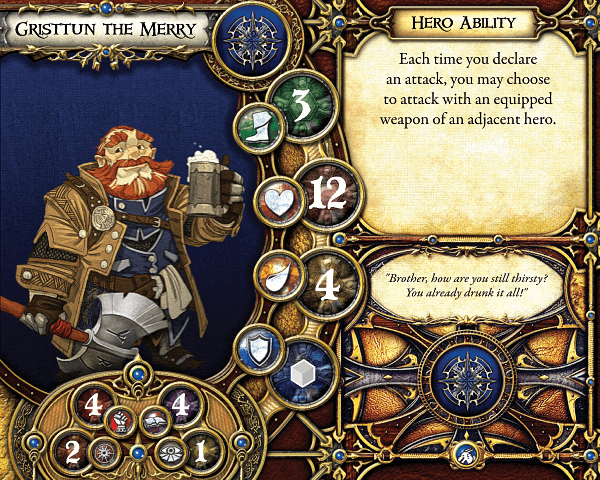 Gristtun the Merry
Hero Ability
Each time you declare
an attack, you may choose
to attack with an equipped
weapon of an adjacent hero.
3
12
4
"Brother, how are you still thirsty?
You already drunk it all!"
4 4
2 1